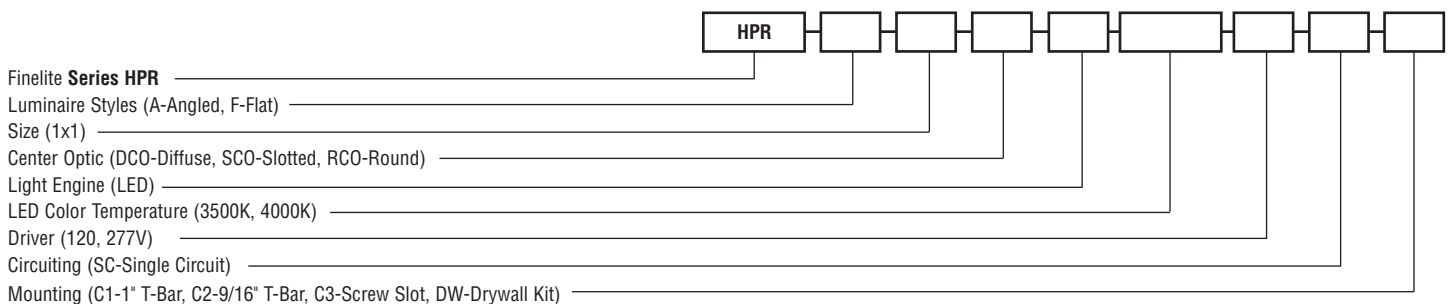 HPR
Finelite Series HPR
Luminaire Styles (A-Angled, F-Flat)
Size (1x1)
Center Optic (DCO-Diffuse, SCO-Slotted, RCO-Round)
Light Engine (LED)
LED Color Temperature (3500K, 4000K)
Driver (120, 277V)
Circuiting (SC-Single Circuit)
Mounting (C1-1" T-Bar, C2-9/16" T-Bar, C3-Screw Slot, DW-Drywall Kit)